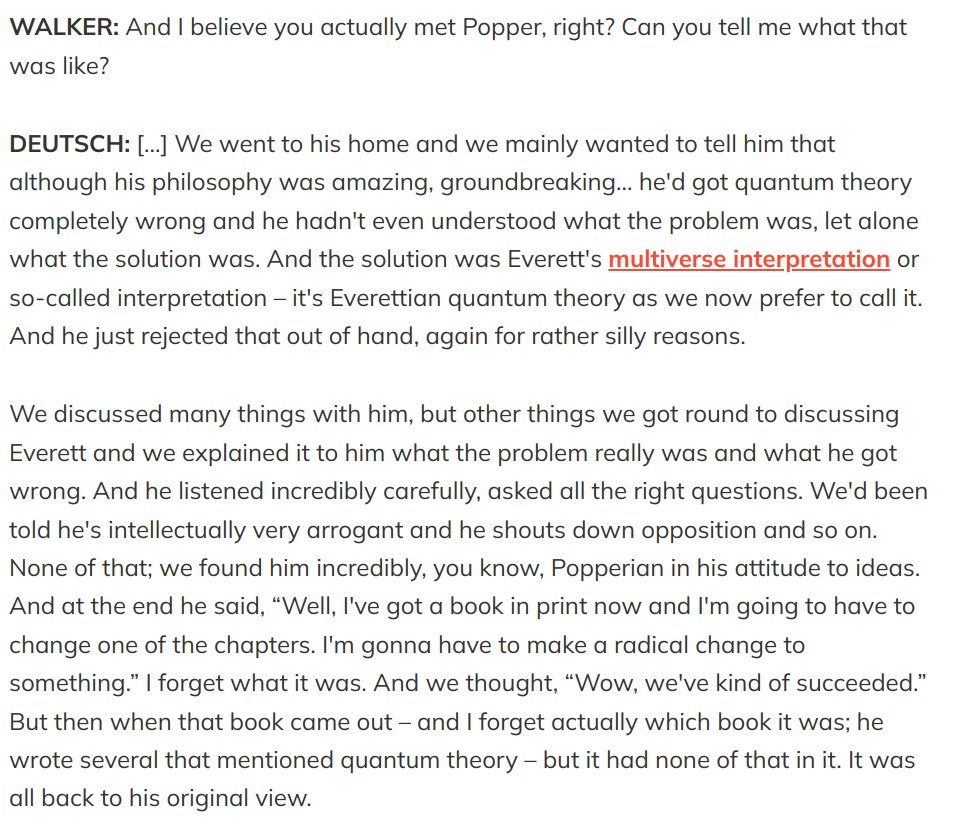 WALKER: And I believe you actually met Popper, right? Can you tell me what that
was like?
DEUTSCH: [...] We went to his home and we mainly wanted to tell him that
although his philosophy was amazing, groundbreaking... he'd got quantum theory
completely wrong and he hadn't even understood what the problem was, let alone
what the solution was. And the solution was Everett's multiverse interpretation or
so-called interpretation – it's Everettian quantum theory as we now prefer to call it.
And he just rejected that out of hand, again for rather silly reasons.
We discussed many things with him, but other things we got round to discussing
Everett and we explained it to him what the problem really was and what he got
wrong. And he listened incredibly carefully, asked all the right questions. We'd been
told he's intellectually very arrogant and he shouts down opposition and so on.
None of that; we found him incredibly, you know, Popperian in his attitude to ideas.
And at the end he said, “Well, I've got a book in print now and I'm going to have to
change one of the chapters. I'm gonna have to make a radical change to
something.” I forget what it was. And we thought, “Wow, we've kind of succeeded.”
But then when that book came out – and I forget actually which book it was; he
wrote several that mentioned quantum theory – but it had none of that in it. It was
all back to his original view.